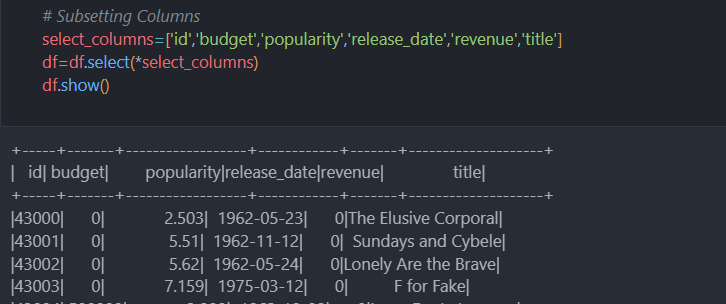 # Subsetting Columns
select_columns=['id','budget','popularity','release_date','revenue','title']
df=df.select(*select_columns)
df.show()
+-----+-------+------------------+------------+-------+--------------------+
|   id| budget|        popularity|release_date|revenue|               title|
+-----+-------+------------------+------------+-------+--------------------+
|43000|      0|             2.503|  1962-05-23|      0|The Elusive Corporal|
|43001|      0|              5.51|  1962-11-12|      0|  Sundays and Cybele|
|43002|      0|              5.62|  1962-05-24|      0|Lonely Are the Brave|
|43003|      0|             7.159|  1975-03-12|      0|          F for Fake|